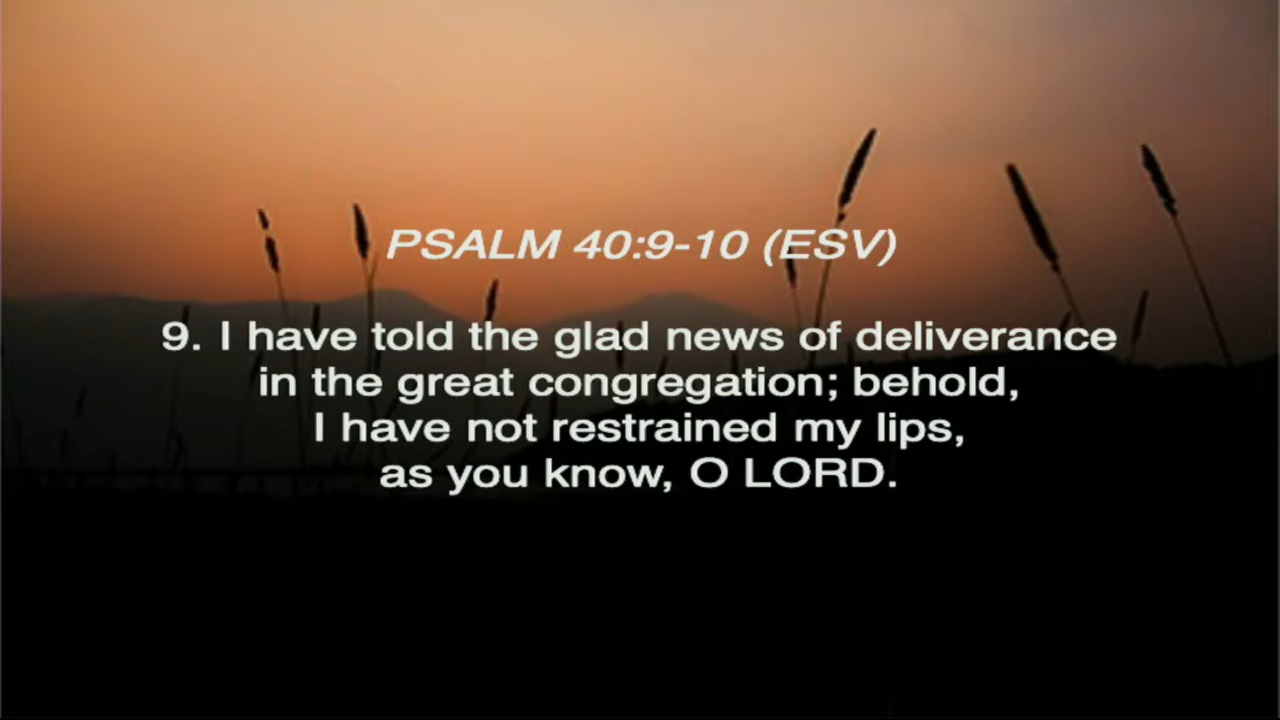 PSALM 40:9-10 (ESV)
9. I have told the glad news of deliverance
in the great congregation; behold,
I have not restrained my lips,
as you know, O LORD.